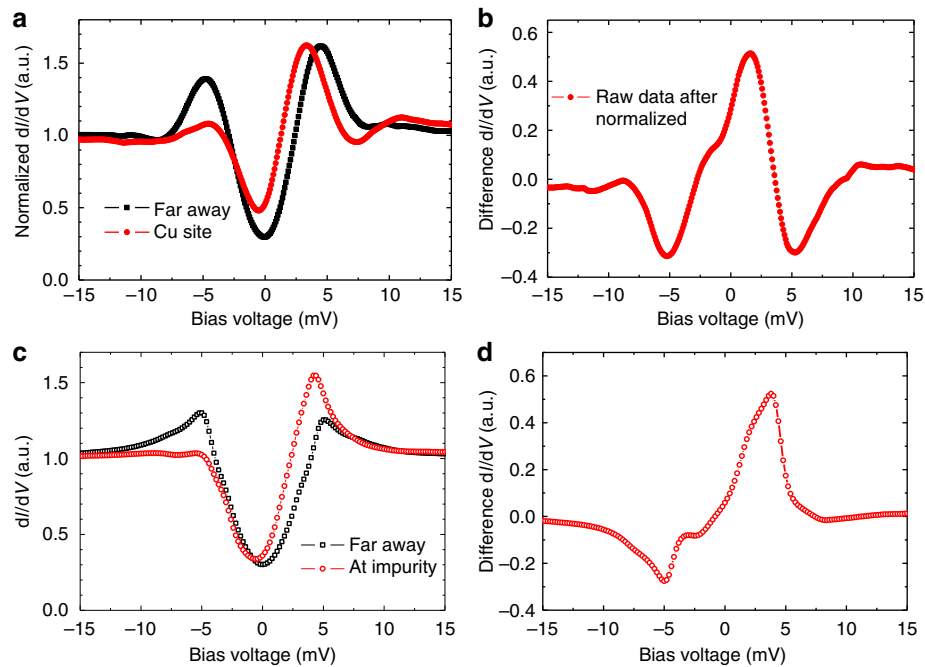 a
Normalized dI/dV (a.u.)
1.5
1.0
0.5
0.0
Far away
Cu site
−15 −10 −5 0 5 10 15
Bias voltage (mV)
b
Difference dI/dV (a.u.)
0.6
0.4
0.2
0.0
−0.2
−0.4
Raw data after
normalized
−15 −10 −5 0 5 10 15
Bias voltage (mV)
c
dI/dV (a.u.)
1.5
1.0
0.5
0.0
Far away
At impurity
−15 −10 −5 0 5 10 15
Bias voltage (mV)
d
Difference dI/dV (a.u.)
0.6
0.4
0.2
0.0
−0.2
−0.4
−15 −10 −5 0 5 10 15
Bias voltage (mV)